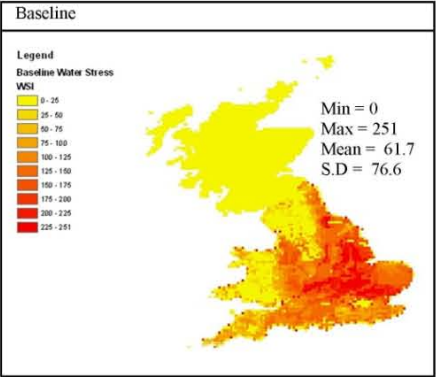 Baseline
Legend
Baseline Water Stress
WSI
0 - 25
25 - 50
50 - 75
75 - 100
100 - 125
125 - 150
150 - 175
175 - 200
200 - 225
225 - 251
Min = 0
Max = 251
Mean = 61.7
S.D = 76.6